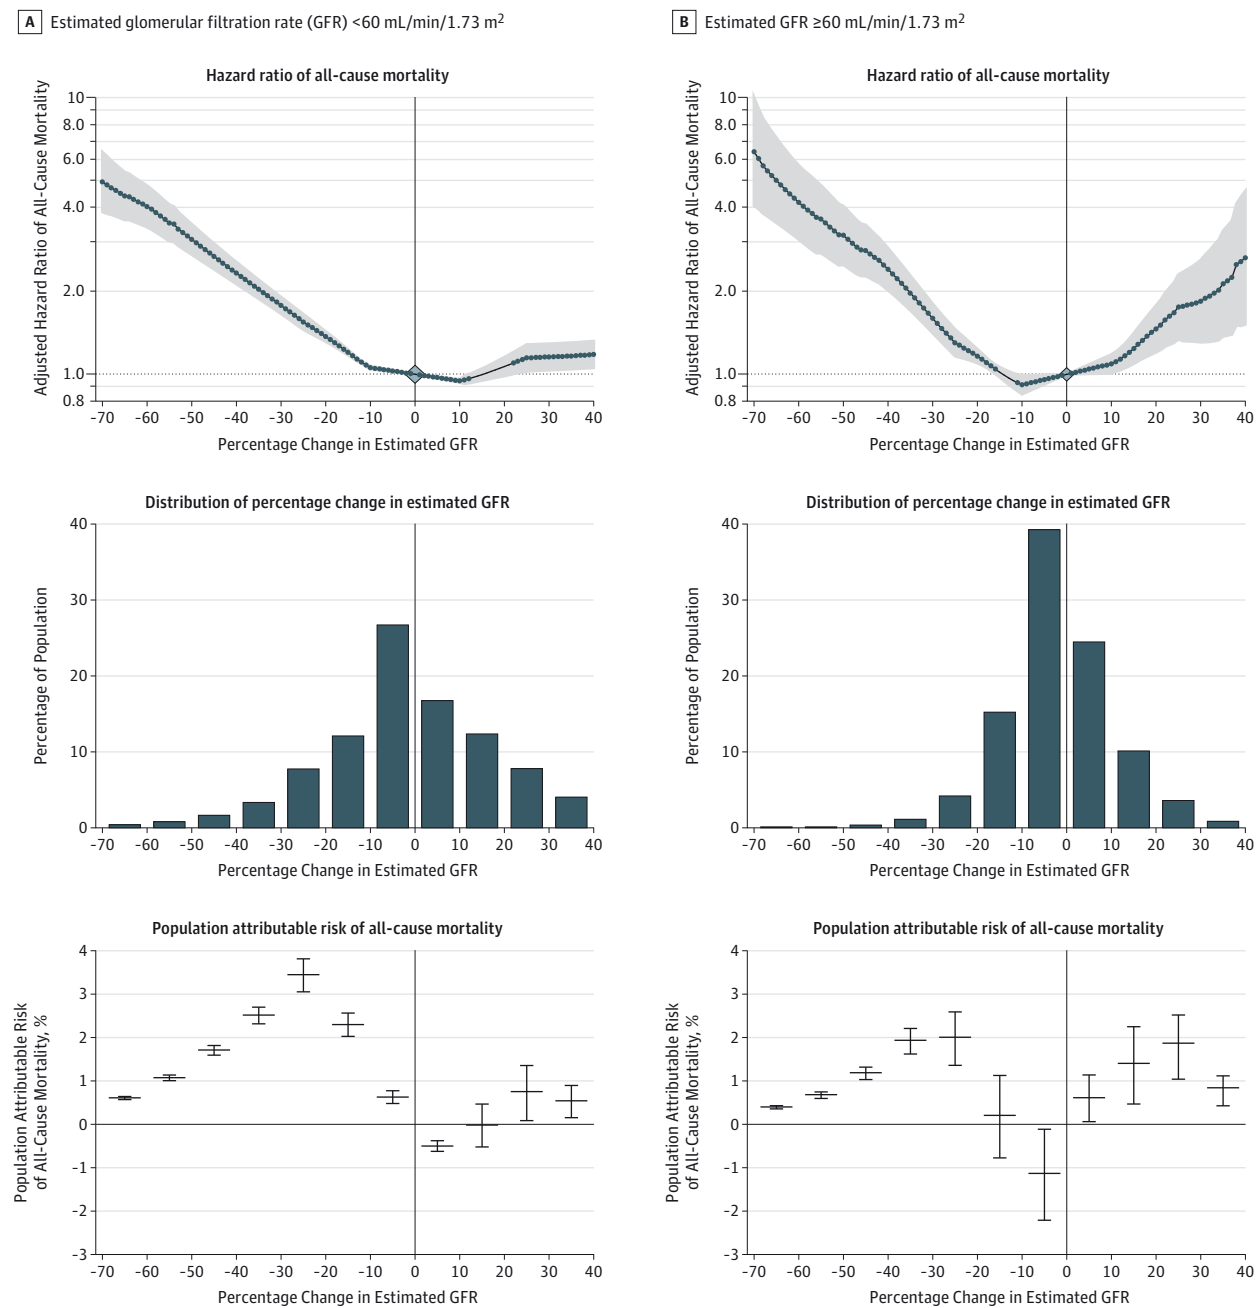 A Estimated glomerular filtration rate (GFR) <60 mL/min/1.73 m²
Hazard ratio of all-cause mortality
Adjusted Hazard Ratio of All-Cause Mortality
10
8.0
6.0
4.0
2.0
1.0
0.8
-70 -60 -50 -40 -30 -20 -10 0 10 20 30 40
Percentage Change in Estimated GFR
Distribution of percentage change in estimated GFR
Percentage of Population
40
30
20
10
0
-70 -60 -50 -40 -30 -20 -10 0 10 20 30 40
Percentage Change in Estimated GFR
Population attributable risk of all-cause mortality
Population Attributable Risk
of All-Cause Mortality, %
4
3
2
1
0
-1
-2
-3
-70 -60 -50 -40 -30 -20 -10 0 10 20 30 40
Percentage Change in Estimated GFR
B Estimated GFR ≥60 mL/min/1.73 m²
Hazard ratio of all-cause mortality
Adjusted Hazard Ratio of All-Cause Mortality
10
8.0
6.0
4.0
2.0
1.0
0.8
-70 -60 -50 -40 -30 -20 -10 0 10 20 30 40
Percentage Change in Estimated GFR
Distribution of percentage change in estimated GFR
Percentage of Population
40
30
20
10
0
-70 -60 -50 -40 -30 -20 -10 0 10 20 30 40
Percentage Change in Estimated GFR
Population attributable risk of all-cause mortality
Population Attributable Risk
of All-Cause Mortality, %
4
3
2
1
0
-1
-2
-3
-70 -60 -50 -40 -30 -20 -10 0 10 20 30 40
Percentage Change in Estimated GFR